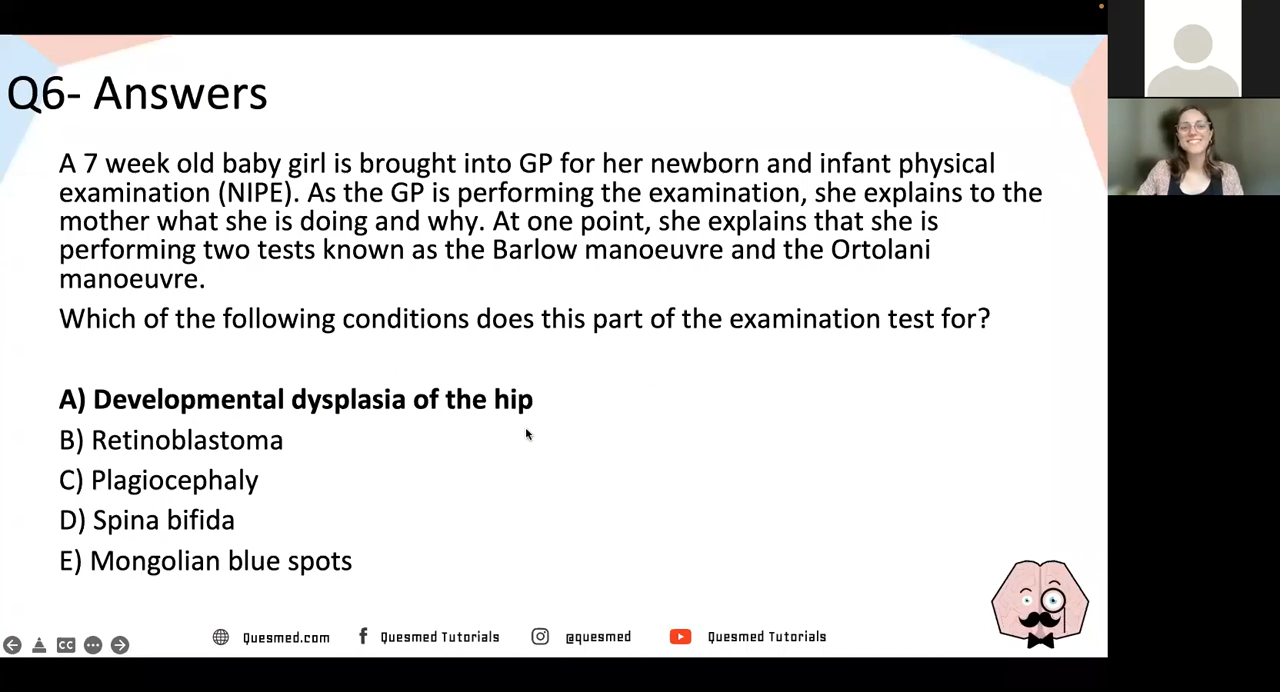 Q6- Answers
A 7 week old baby girl is brought into GP for her newborn and infant physical
examination (NIPE). As the GP is performing the examination, she explains to the
mother what she is doing and why. At one point, she explains that she is
performing two tests known as the Barlow manoeuvre and the Ortolani
manoeuvre.
Which of the following conditions does this part of the examination test for?
A) Developmental dysplasia of the hip
B) Retinoblastoma
C) Plagiocephaly
D) Spina bifida
E) Mongolian blue spots
CC
Quesmed.com
Quesmed Tutorials
@quesmed
Quesmed Tutorials